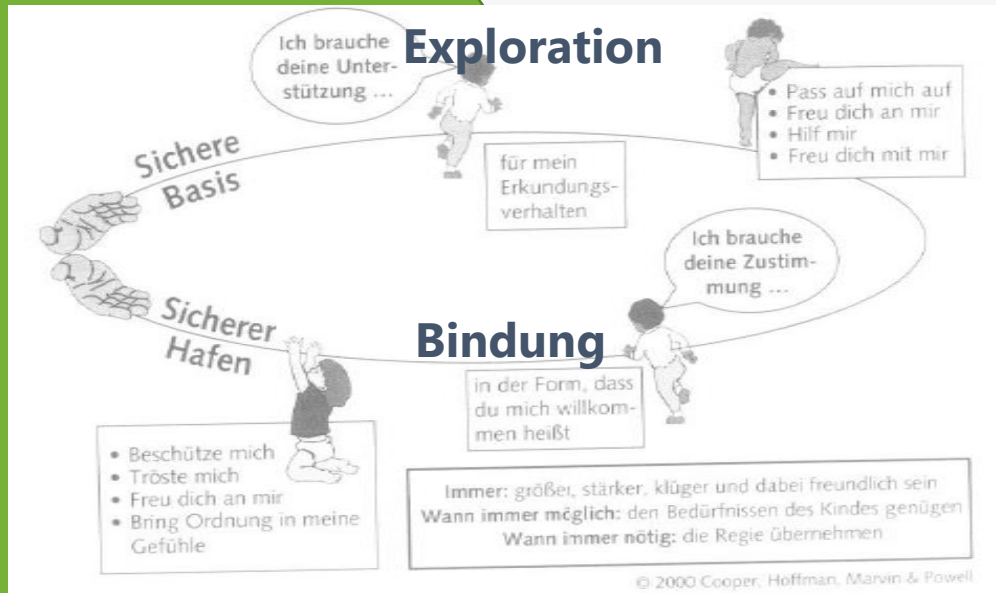 Exploration
Ich brauche
deine Unter-
stützung ...
• Pass auf mich auf
• Freu dich an mir
• Hilf mir
• Freu dich mit mir
Sichere
Basis
für mein
Erkundungs-
verhalten
Ich brauche
deine Zustim-
mung ...
Sicherer
Hafen
Bindung
in der Form, dass
du mich willkom-
men heißt
• Beschütze mich
• Tröste mich
• Freu dich an mir
• Bring Ordnung in meine
Gefühle
Immer: größer, stärker, klüger und dabei freundlich sein
Wann immer möglich: den Bedürfnissen des Kindes genügen
Wann immer nötig: die Regie übernehmen
© 2000 Cooper, Hoffman, Marvin & Powell